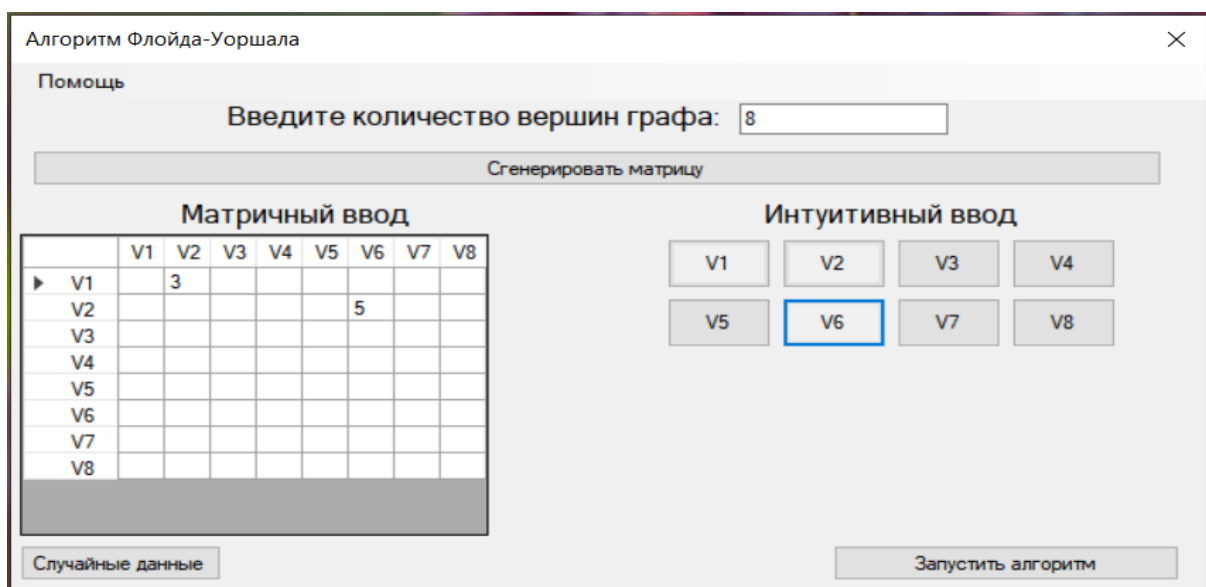 Алгоритм Флойда-Уоршала
Помощь
Введите количество вершин графа: 8
Сгенерировать матрицу
Матричный ввод
V1 V2 V3 V4 V5 V6 V7 V8
V1 3
V2 5
V3
V4
V5
V6
V7
V8
Случайные данные
Интуитивный ввод
V1 V2 V3 V4
V5 V6 V7 V8
Запустить алгоритм